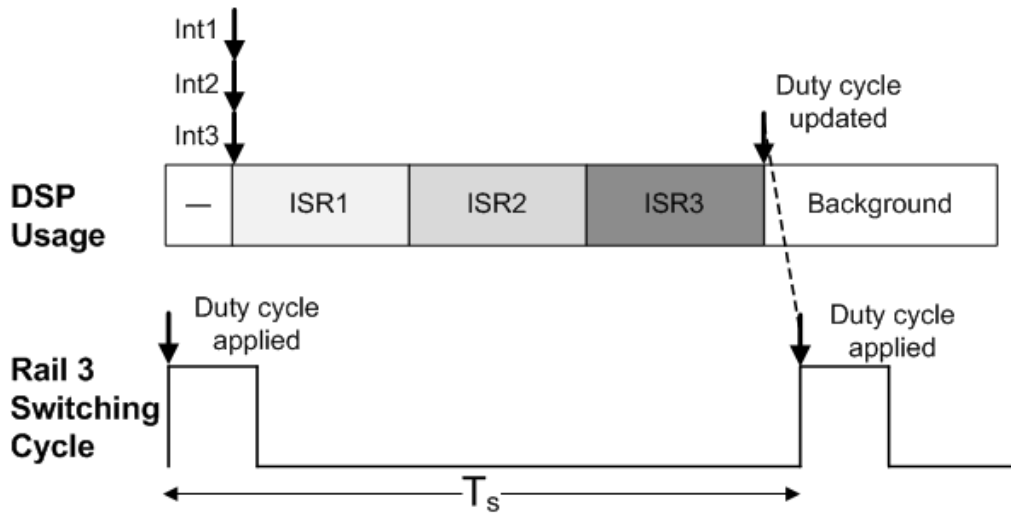 Int1
Int2
Int3
Duty cycle
updated
DSP
Usage
—
ISR1
ISR2
ISR3
Background
Duty cycle
applied
Duty cycle
applied
Rail 3
Switching
Cycle
Ts